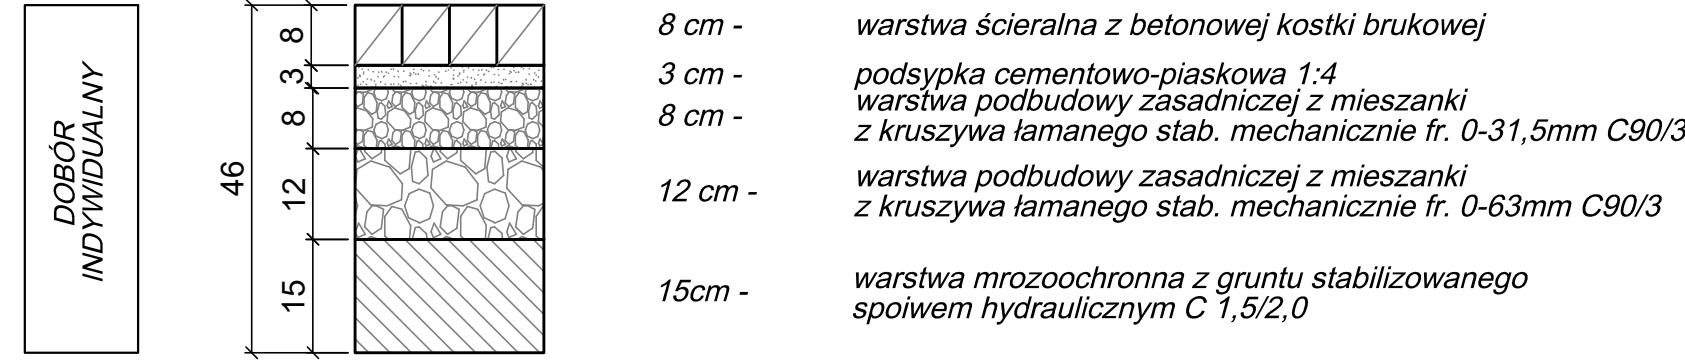 DOBÓR
INDYWIDUALNY
46
8
3
8
12
15
8 cm - warstwa ścieralna z betonowej kostki brukowej
3 cm - podsypka cementowo-piaskowa 1:4
warstwa podbudowy zasadniczej z mieszanki
8 cm - z kruszywa łamanego stab. mechanicznie fr. 0-31,5mm C90/3
warstwa podbudowy zasadniczej z mieszanki
12 cm - z kruszywa łamanego stab. mechanicznie fr. 0-63mm C90/3
warstwa mrozoochronna z gruntu stabilizowanego
15cm - spoiwem hydraulicznym C 1,5/2,0